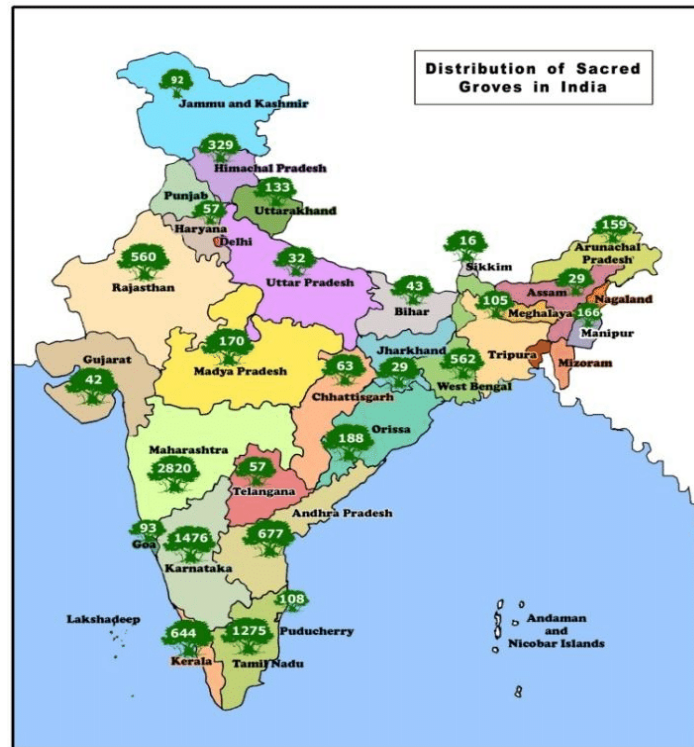 Distribution of Sacred
Groves in India
92
Jammu and Kashmir
329
Himachal Pradesh
Punjab
133
Uttarakhand
57
Haryana
Delhi
560
Rajasthan
32
Uttar Pradesh
16
Sikkim
159
Arunachal
Pradesh
29
Assam
Nagaland
43
Bihar
105
Meghalaya
166
Manipur
Gujarat
42
170
Madya Pradesh
Jharkhand
29
63
Chhattisgarh
562
West Bengal
Tripura
Mizoram
188
Orissa
Maharashtra
2820
57
Telangana
Andhra Pradesh
93
Goa
1476
Karnataka
677
108
Puducherry
Lakshadeep
644
Kerala
1275
Tamil Nadu
Andaman
and
Nicobar Islands